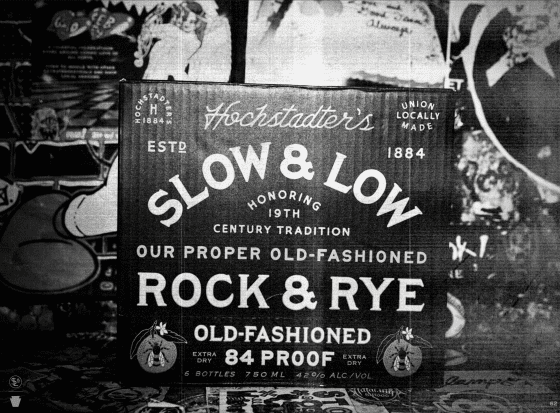 HOCHSTADTER'S
H
1884
Hochstadter's
UNION
LOCALLY
MADE
ESTD
1884
SLOW & LOW
HONORING
19TH
CENTURY TRADITION
OUR PROPER OLD-FASHIONED
ROCK & RYE
OLD-FASHIONED
EXTRA DRY
84 PROOF
EXTRA DRY
6 BOTTLES 750 ML 42% ALC/VOL
Always